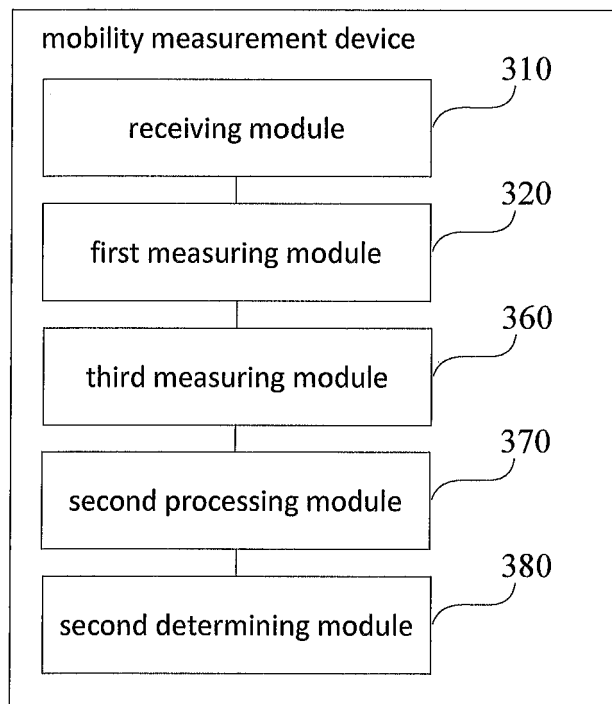 mobility measurement device
310
receiving module
320
first measuring module
360
third measuring module
370
second processing module
380
second determining module